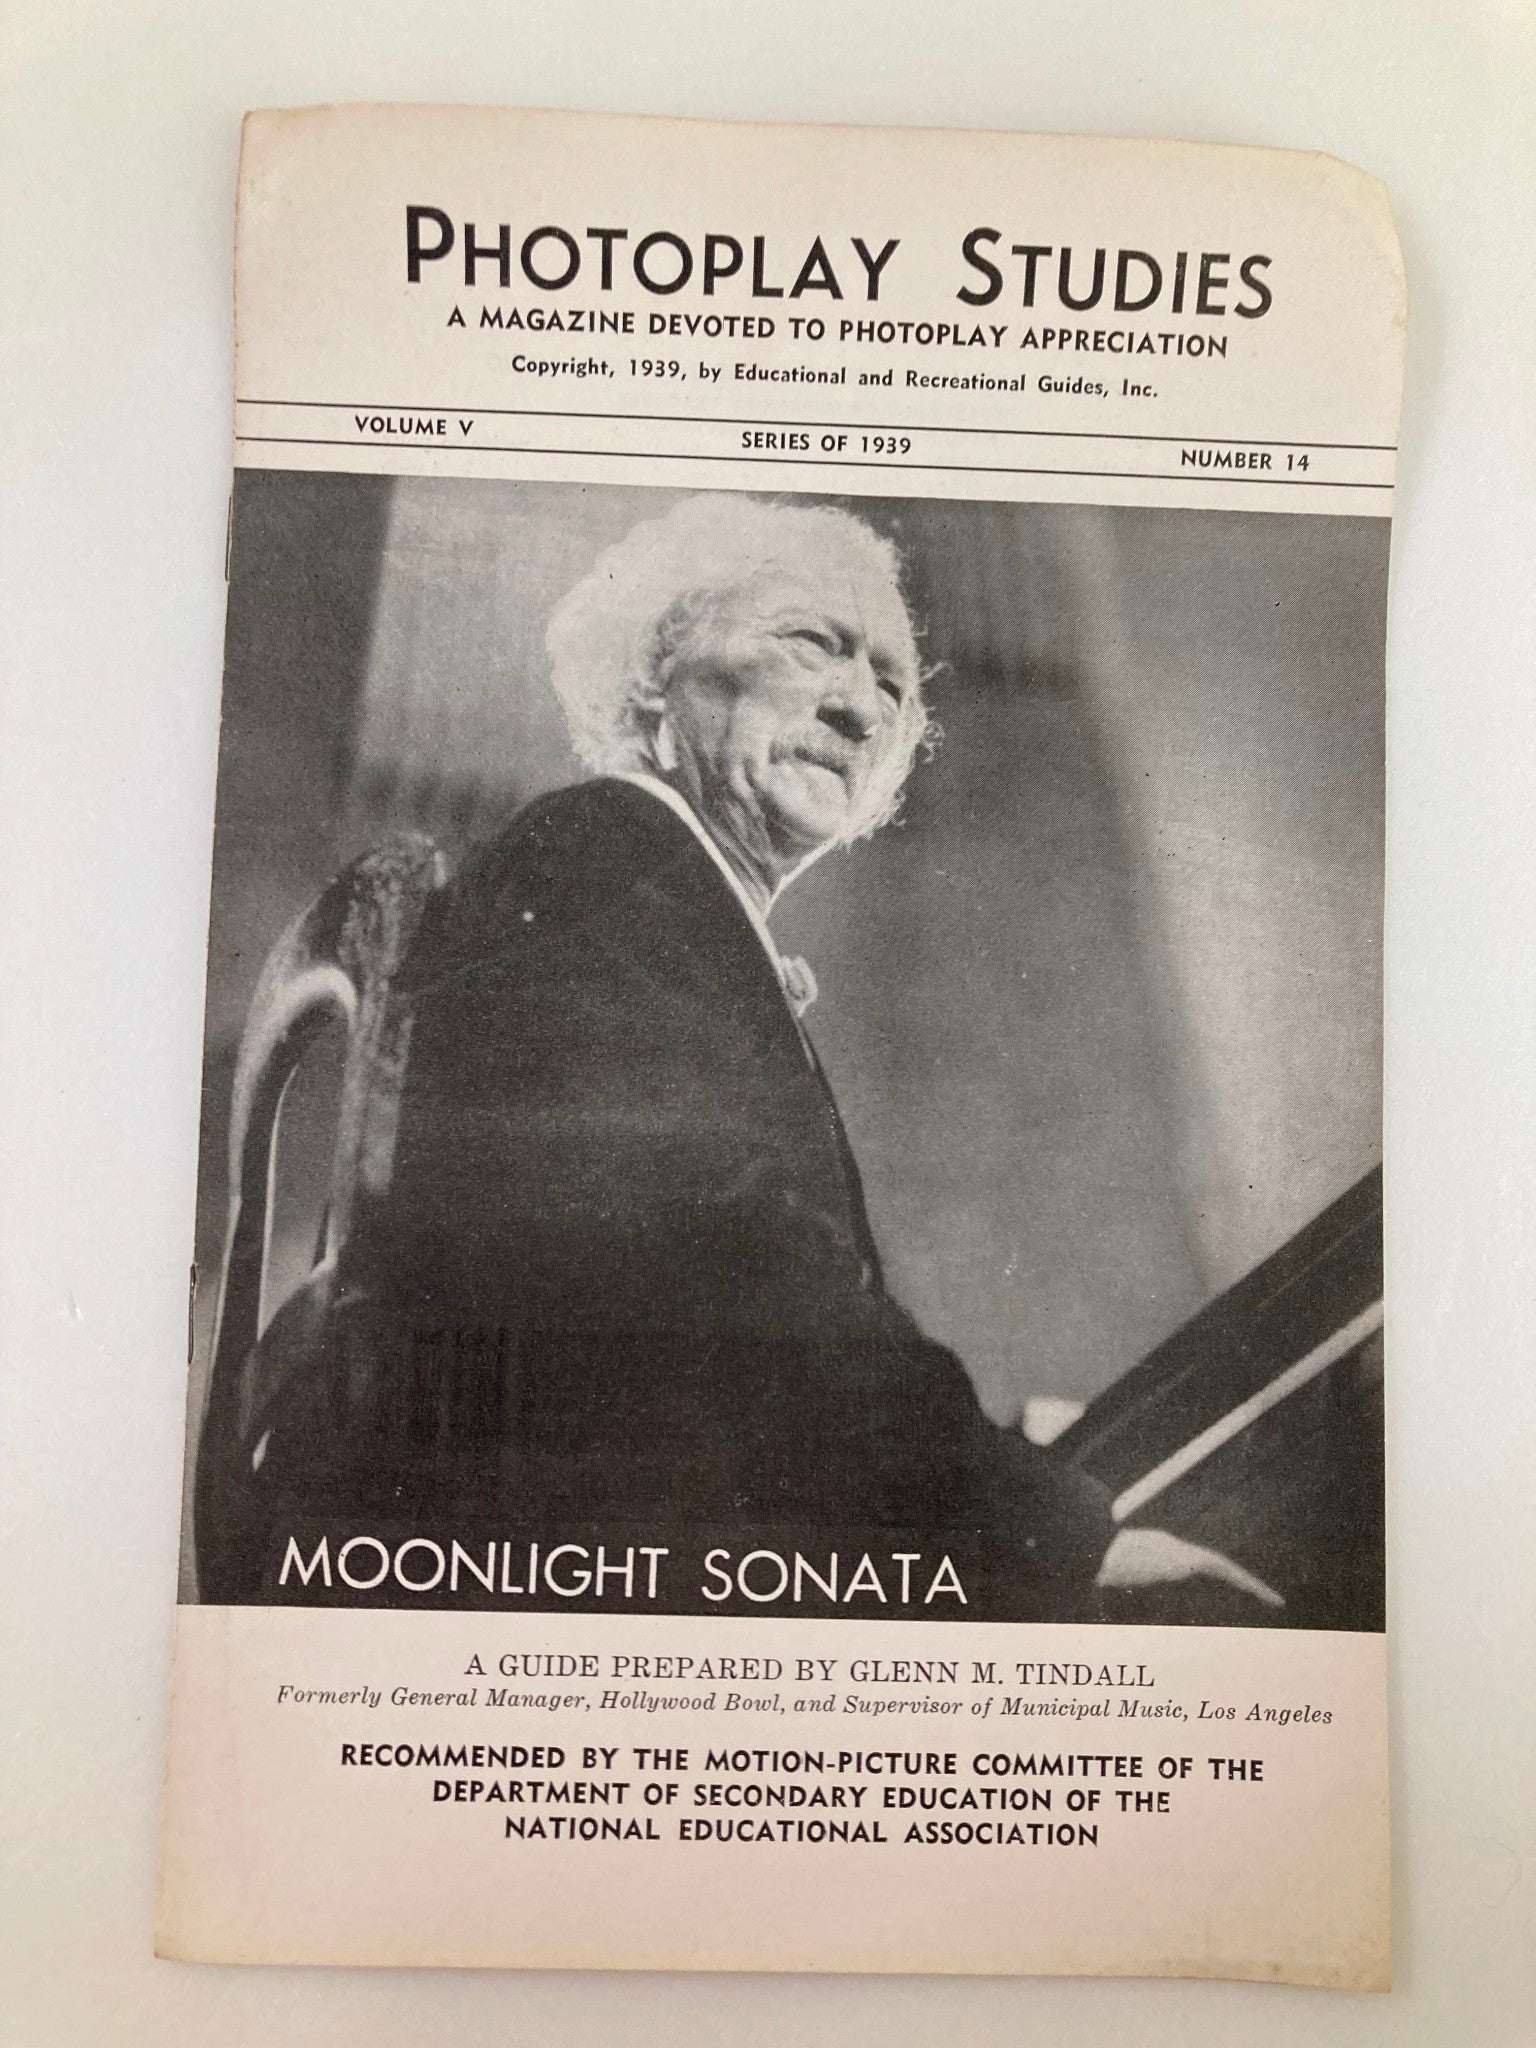 PHOTOPLAY STUDIES
A MAGAZINE DEVOTED TO PHOTOPLAY APPRECIATION
Copyright, 1939, by Educational and Recreational Guides, Inc.
VOLUME V SERIES OF 1939 NUMBER 14
MOONLIGHT SONATA
A GUIDE PREPARED BY GLENN M. TINDALL
Formerly General Manager, Hollywood Bowl, and Supervisor of Municipal Music, Los Angeles
RECOMMENDED BY THE MOTION-PICTURE COMMITTEE OF THE
DEPARTMENT OF SECONDARY EDUCATION OF THE
NATIONAL EDUCATIONAL ASSOCIATION